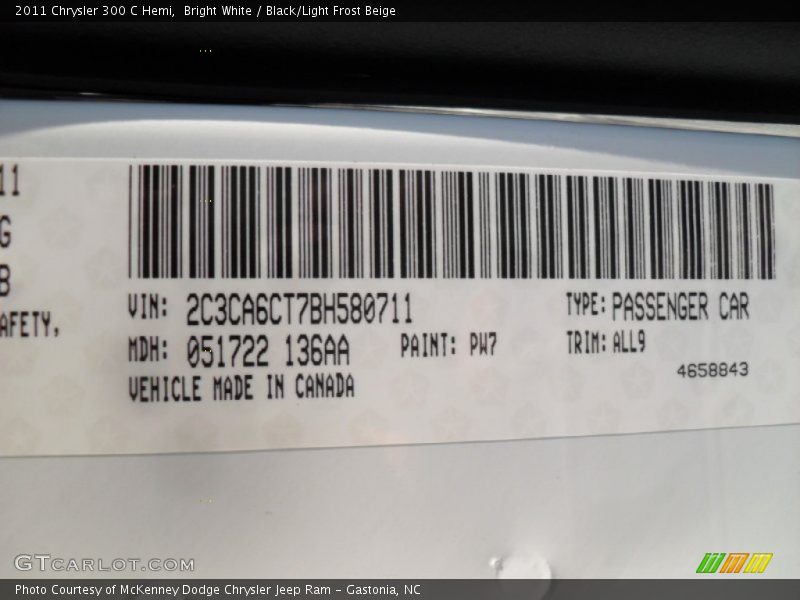 2011 Chrysler 300 C Hemi, Bright White / Black/Light Frost Beige
11
G
B
AFETY,
VIN: 2C3CA6CT7BH580711
TYPE: PASSENGER CAR
MDH: 051722 136AA
PAINT: PW7
TRIM: ALL9
VEHICLE MADE IN CANADA
4658843
GTCARLOT.COM
Photo Courtesy of McKenney Dodge Chrysler Jeep Ram - Gastonia, NC